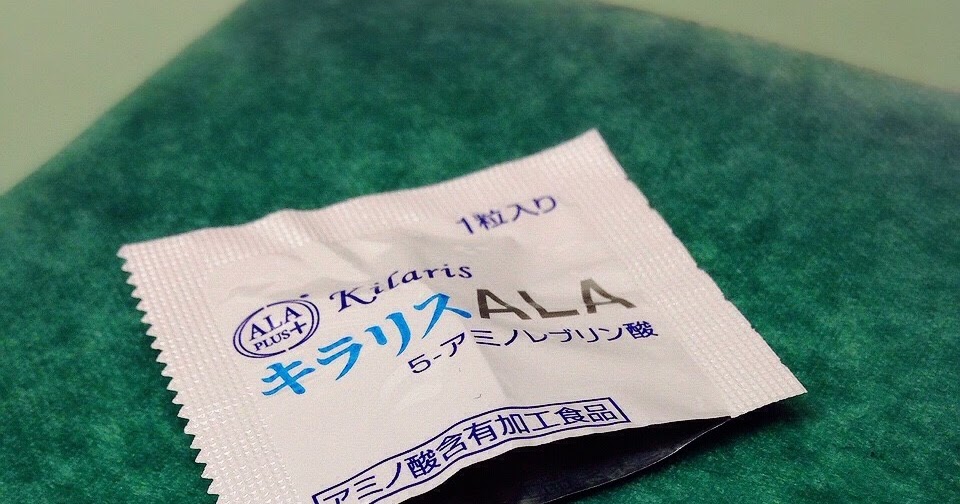 1粒入り
Kilaris
ALA
PLUS+
キラリスALA
5-アミノレブリン酸
アミノ酸含有加工食品